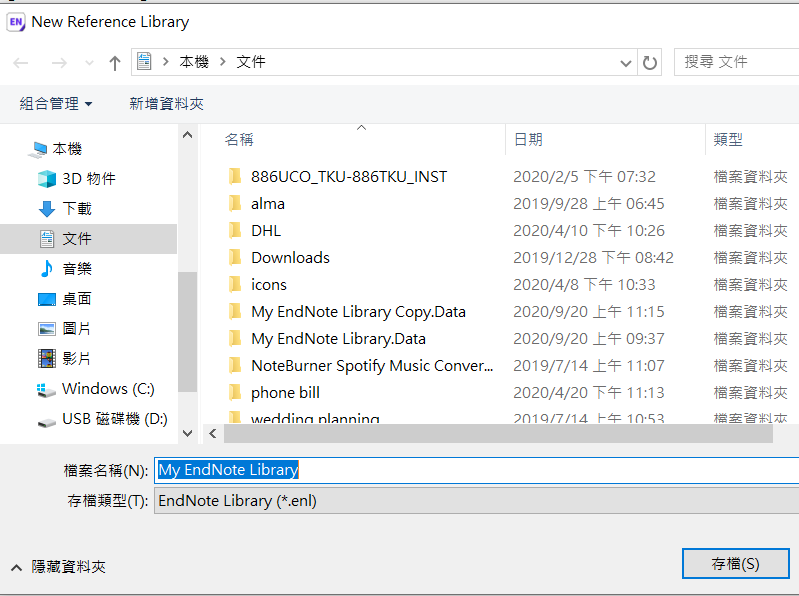 EN New Reference Library
本機 > 文件 搜尋 文件
組合管理 新增資料夾
本機
3D 物件
下載
文件
音樂
桌面
圖片
影片
Windows (C:)
USB 磁碟機 (D:)
名稱 日期 類型
886UCO_TKU-886TKU_INST 2020/2/5 下午 07:32 檔案資料夾
alma 2019/9/28 上午 06:45 檔案資料夾
DHL 2020/4/10 下午 10:26 檔案資料夾
Downloads 2019/12/28 下午 08:42 檔案資料夾
icons 2020/4/8 下午 10:33 檔案資料夾
My EndNote Library Copy.Data 2020/9/20 上午 11:15 檔案資料夾
My EndNote Library.Data 2020/9/20 上午 09:37 檔案資料夾
NoteBurner Spotify Music Conver... 2019/7/14 上午 11:07 檔案資料夾
phone bill 2020/4/20 下午 11:13 檔案資料夾
wedding planning 2019/7/14 上午 10:53 檔案資料夾
檔案名稱(N): My EndNote Library
存檔類型(T): EndNote Library (*.enl)
隱藏資料夾 存檔(S)